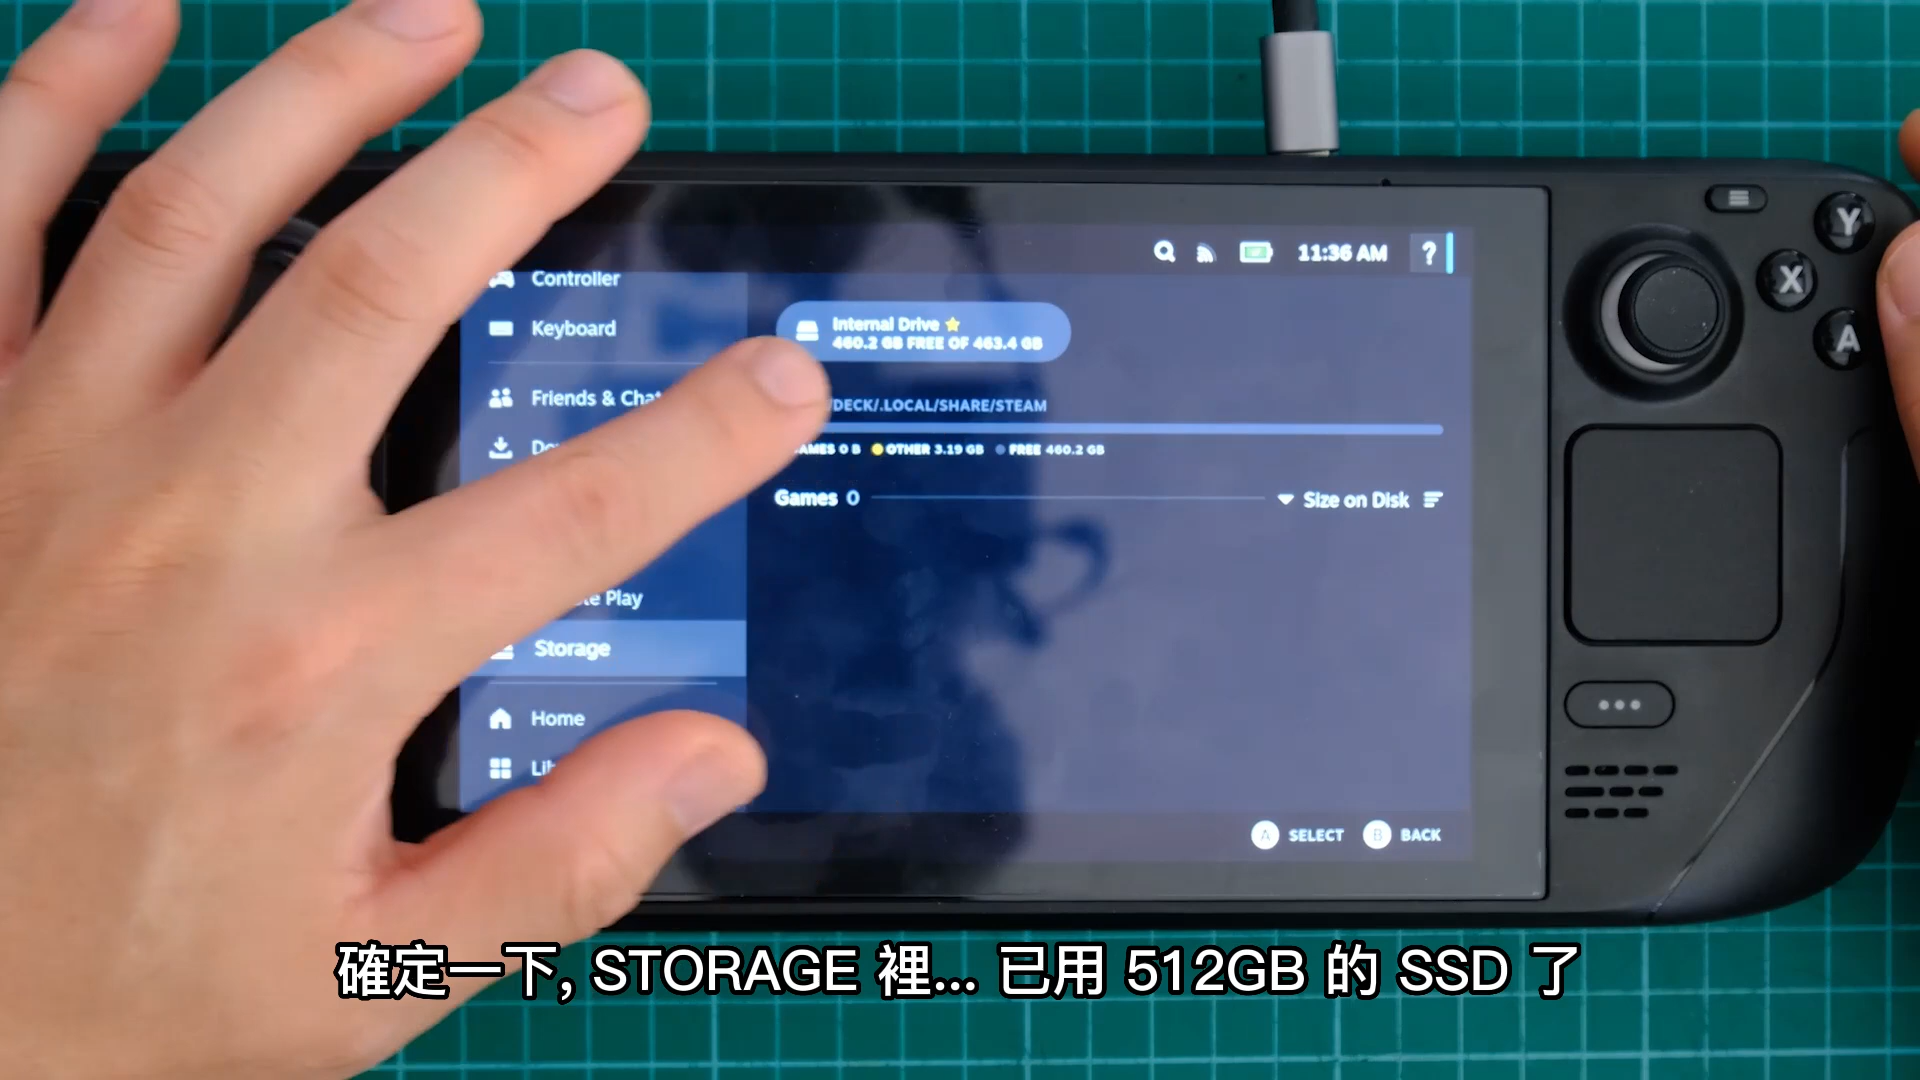 11:36 AM
?
Controller
Keyboard
Friends & Chat
Storage
Home
Internal Drive
460.2 GB FREE OF 463.4 GB
/DECK/.LOCAL/SHARE/STEAM
OTHER 3.19 GB
FREE 460.2 GB
Games 0
Size on Disk
Play
A SELECT
B BACK
Y
X
A
確定一下, STORAGE 裡... 已用 512GB 的 SSD 了